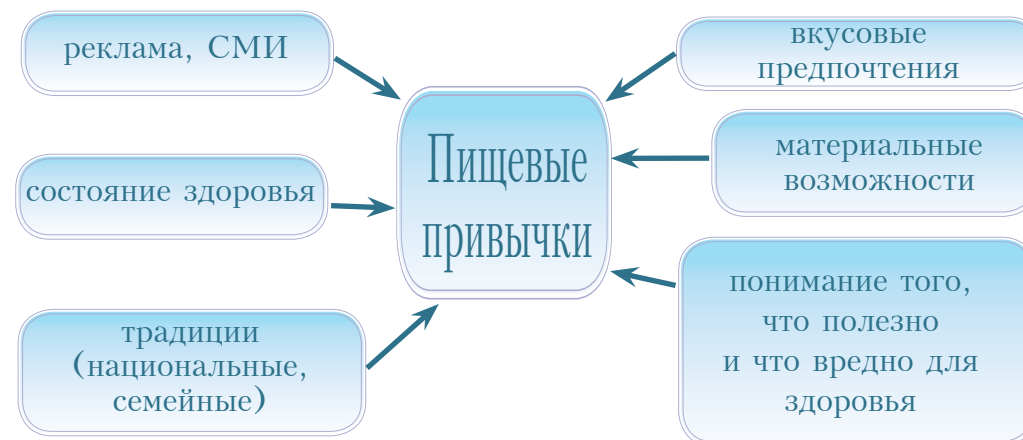 реклама, СМИ
состояние здоровья
традиции
(национальные,
семейные)
Пищевые
привычки
вкусовые
предпочтения
материальные
возможности
понимание того,
что полезно
и что вредно для
здоровья